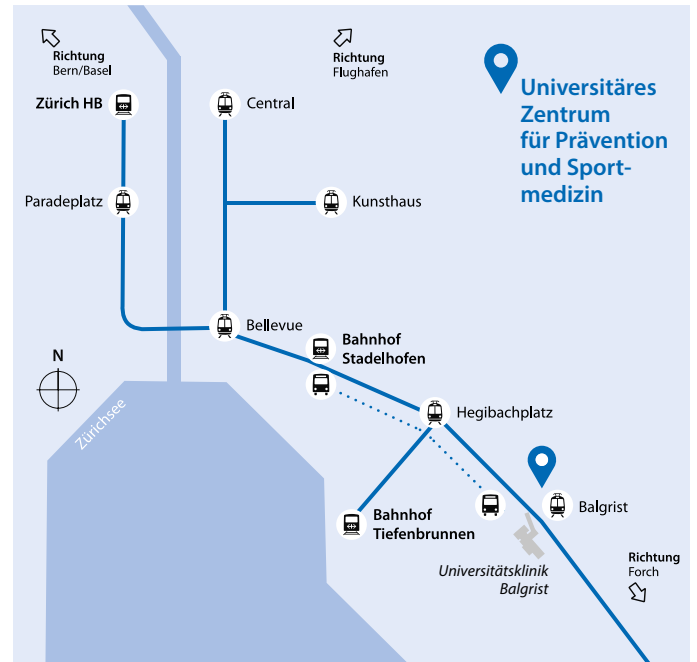 Richtung
Bern/Basel
Richtung
Flughafen
Universitäres
Zentrum
für Prävention
und Sport-
medizin
Zürich HB
Central
Paradeplatz
Kunsthaus
Bellevue
Bahnhof
Stadelhofen
N
Zürichsee
Hegibachplatz
Bahnhof
Tiefenbrunnen
Balgrist
Universitätsklinik
Balgrist
Richtung
Forch